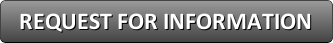 REQUEST FOR INFORMATION